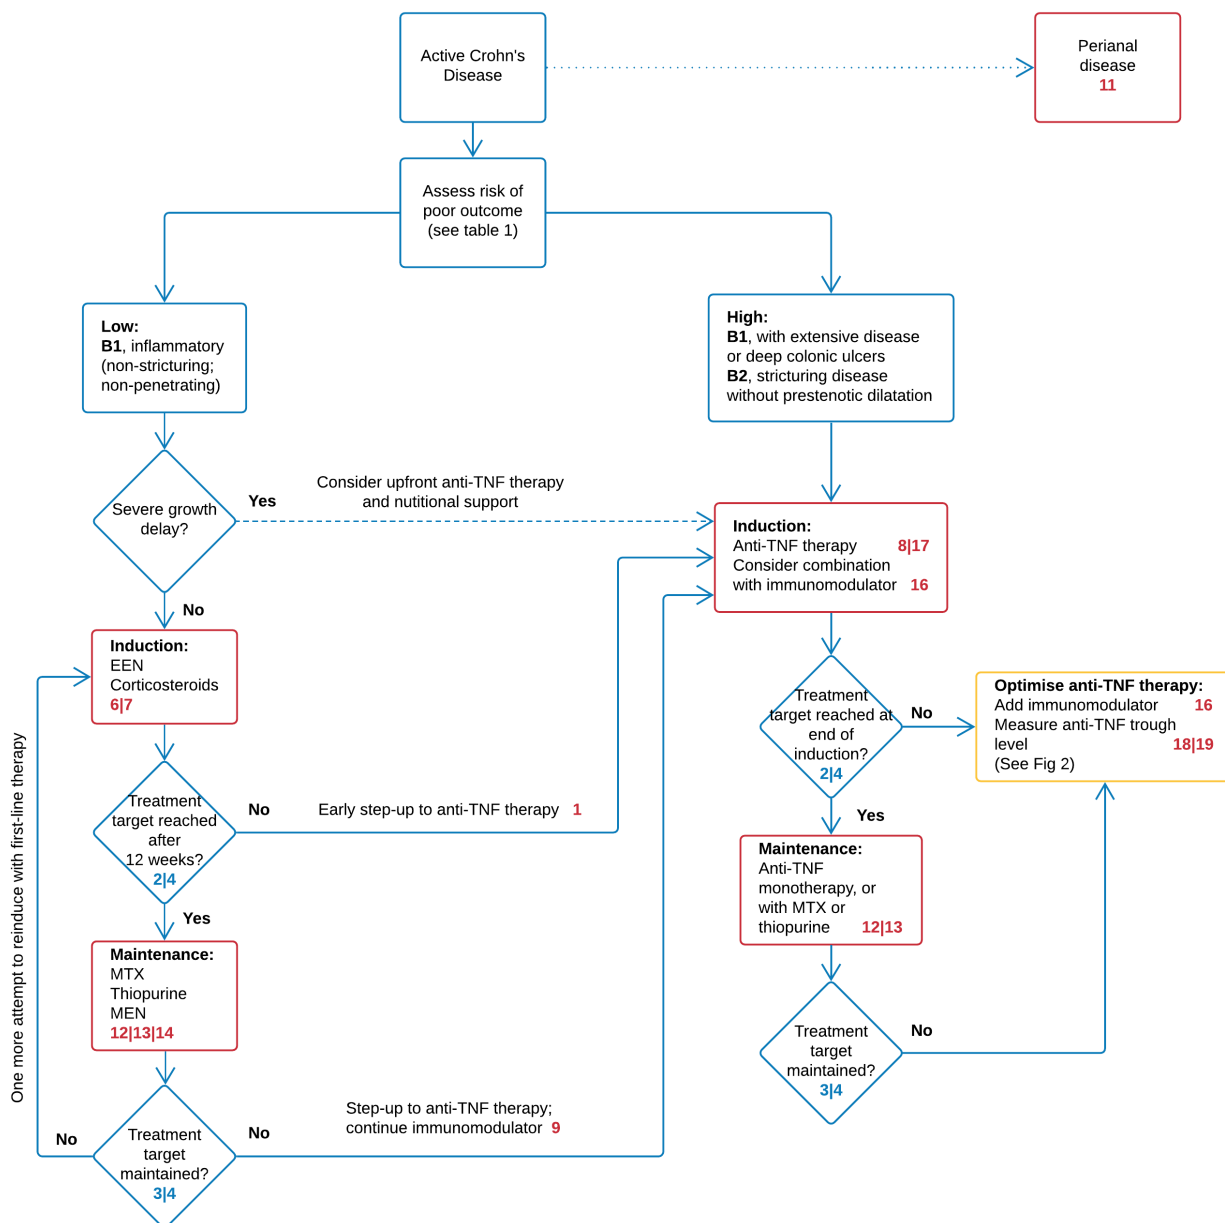 Active Crohn's
Disease
Perianal
disease
11
Assess risk of
poor outcome
(see table 1)
Low:
B1, inflammatory
(non-stricturing;
non-penetrating)
High:
B1, with extensive disease
or deep colonic ulcers
B2, stricturing disease
without prestenotic dilatation
Severe growth
delay?
Yes
Consider upfront anti-TNF therapy
and nutitional support
No
Induction:
Anti-TNF therapy 8|17
Consider combination
with immunomodulator 16
Induction:
EEN
Corticosteroids
6|7
Treatment
target reached at
end of
induction?
2|4
No
Optimise anti-TNF therapy:
Add immunomodulator 16
Measure anti-TNF trough
level 18|19
(See Fig 2)
Treatment
target reached
after
12 weeks?
2|4
No
Early step-up to anti-TNF therapy 1
Yes
Yes
Maintenance:
Anti-TNF
monotherapy, or
with MTX or
thiopurine 12|13
Maintenance:
MTX
Thiopurine
MEN
12|13|14
Treatment
target
maintained?
3|4
No
One more attempt to reinduce with first-line therapy
No
Treatment
target
maintained?
3|4
No
Step-up to anti-TNF therapy;
continue immunomodulator 9